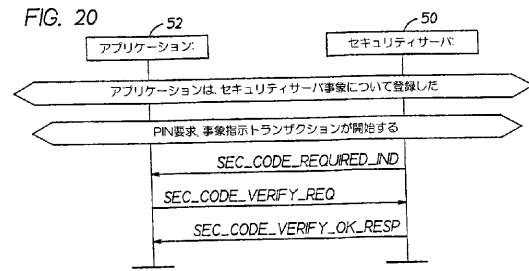 FIG. 20
52
50
アプリケーション:
セキュリティサーバ:
アプリケーションは、セキュリティサーバ事象について登録した
PIN要求, 事象指示トランザクションが開始する
SEC_CODE_REQUIRED_IND
SEC_CODE_VERIFY_REQ
SEC_CODE_VERIFY_OK_RESP